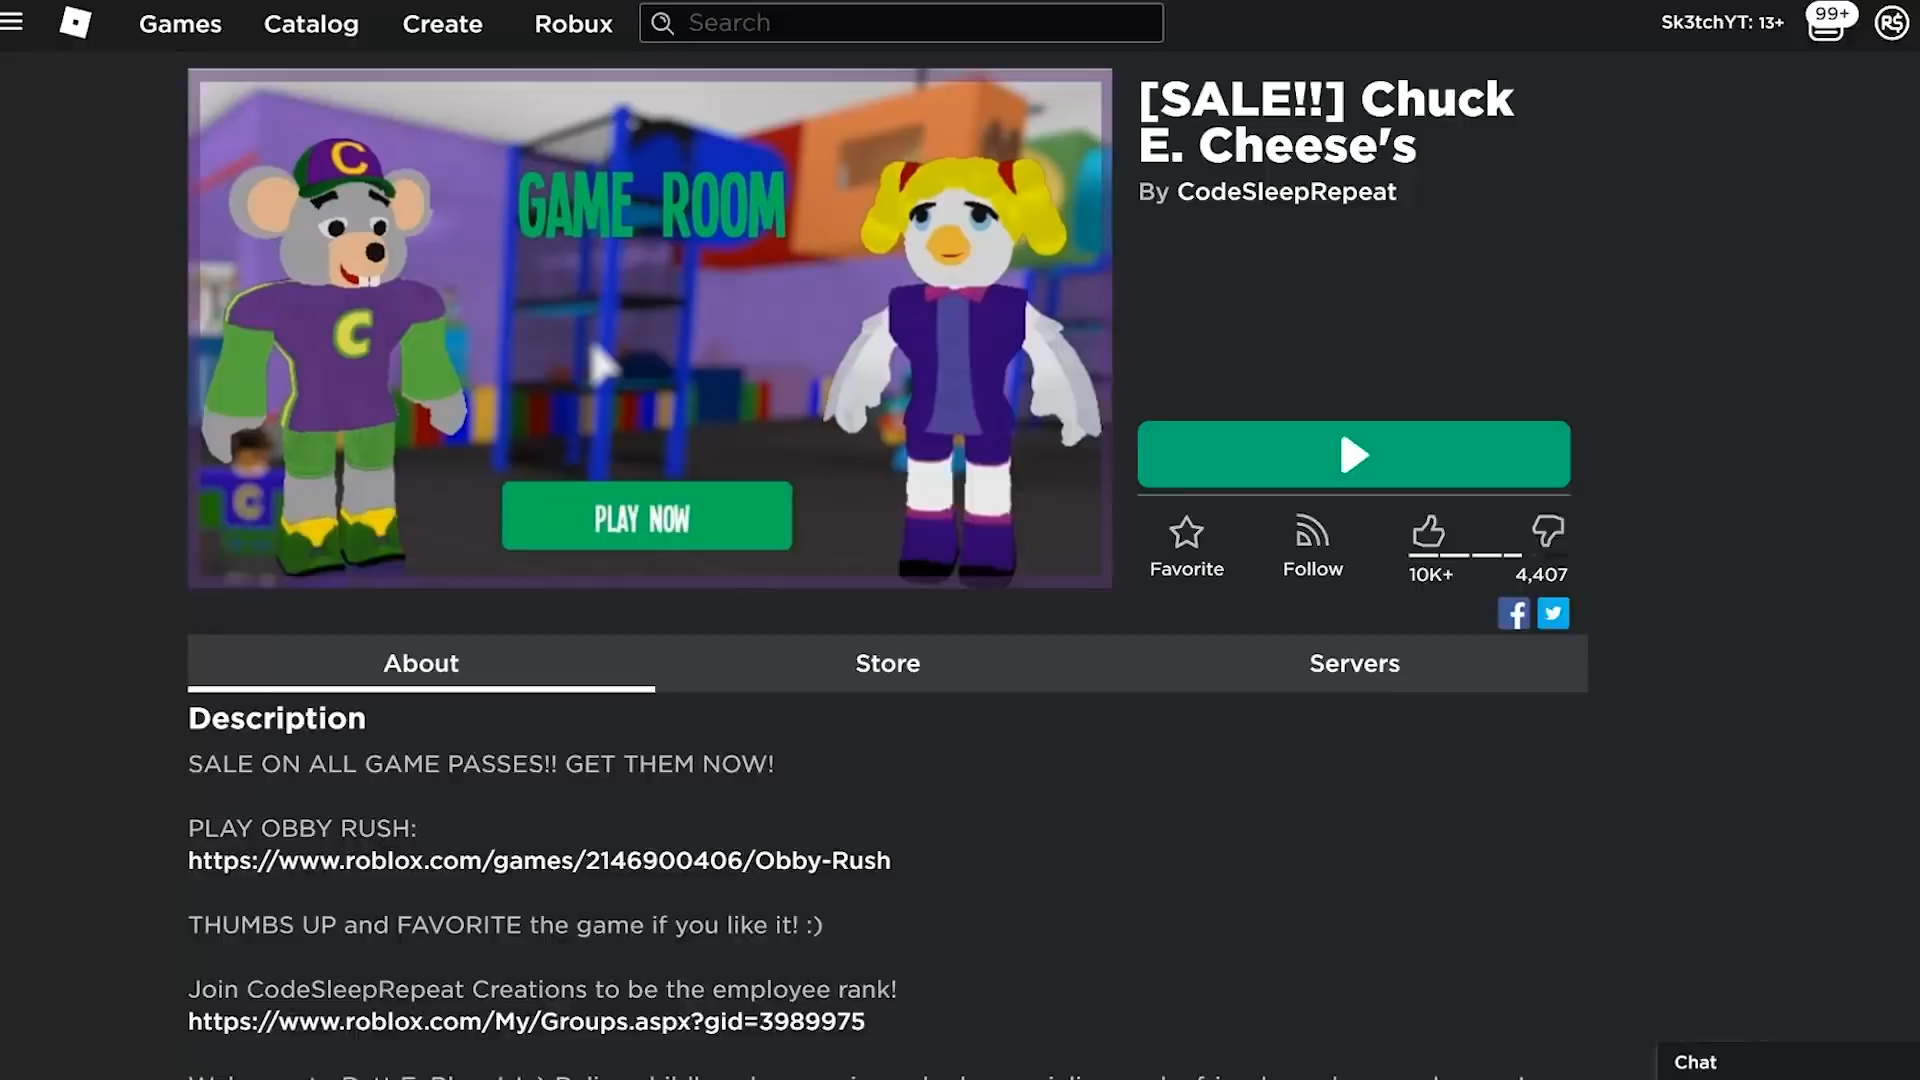 Games
Catalog
Create
Robux
Search
Sk3tchYT: 13+
99+
R$
C
GAME ROOM
C
C
PLAY NOW
[SALE!!] Chuck
E. Cheese's
By CodeSleepRepeat
Favorite
Follow
10K+
4,407
About
Store
Servers
Description
SALE ON ALL GAME PASSES!! GET THEM NOW!
PLAY OBBY RUSH:
https://www.roblox.com/games/2146900406/Obby-Rush
THUMBS UP and FAVORITE the game if you like it! :)
Join CodeSleepRepeat Creations to be the employee rank!
https://www.roblox.com/My/Groups.aspx?gid=3989975
Chat